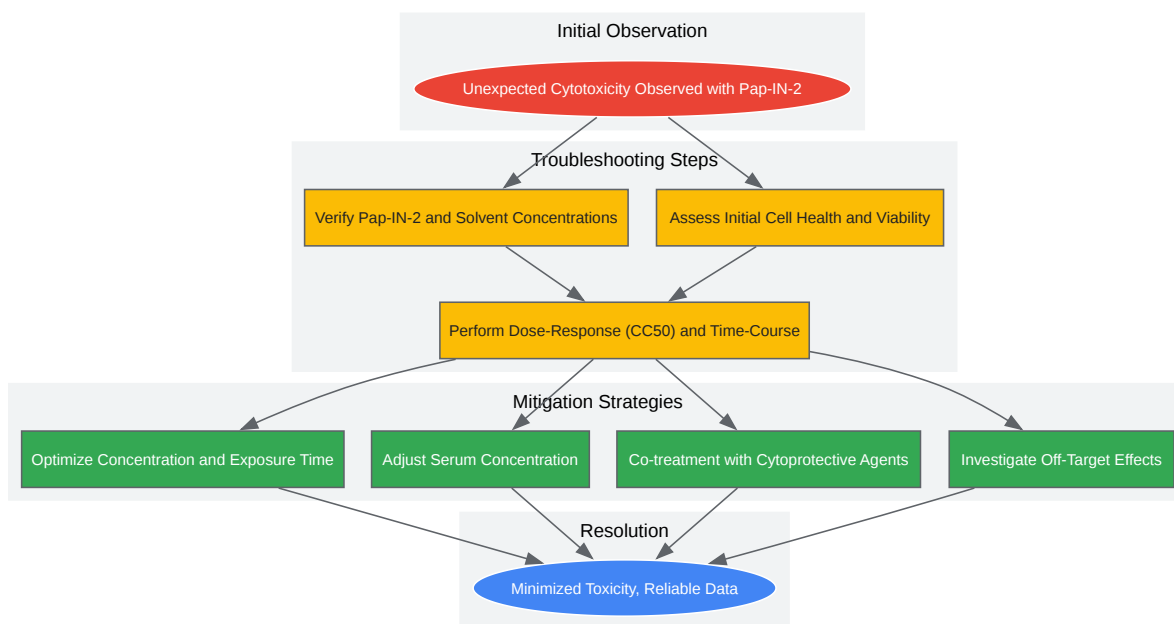 Initial Observation
Unexpected Cytotoxicity Observed with Pap-IN-2
Troubleshooting Steps
Verify Pap-IN-2 and Solvent Concentrations
Assess Initial Cell Health and Viability
Perform Dose-Response (CC50) and Time-Course
Mitigation Strategies
Optimize Concentration and Exposure Time
Adjust Serum Concentration
Co-treatment with Cytoprotective Agents
Investigate Off-Target Effects
Resolution
Minimized Toxicity, Reliable Data